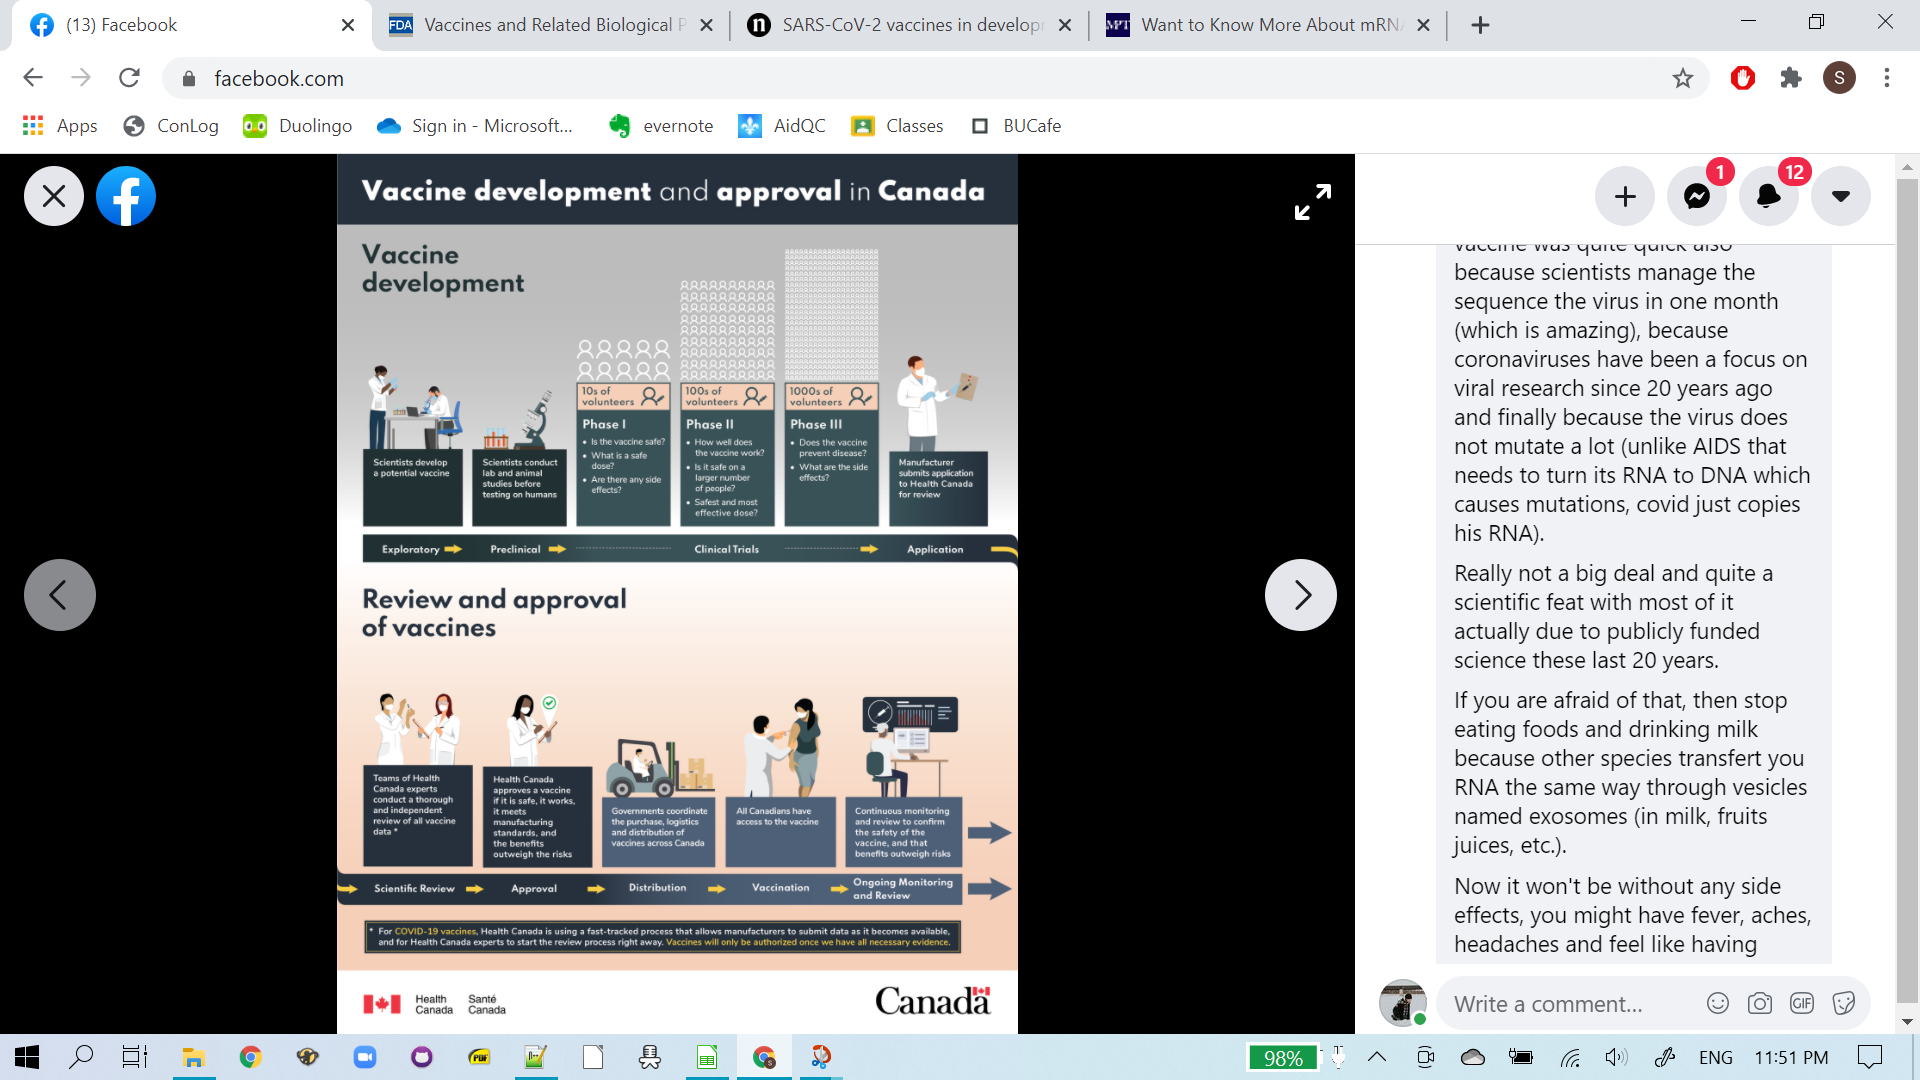 (13) Facebook
Vaccines and Related Biological P
SARS-CoV-2 vaccines in develop
Want to Know More About mRN
facebook.com
S
Apps
ConLog
Duolingo
Sign in - Microsoft...
evernote
AidQC
Classes
BUCafe
Vaccine development and approval in Canada
Vaccine
development
10s of
volunteers
Phase I
• Is the vaccine safe?
• What is a safe
dose?
• Are there any side
effects?
100s of
volunteers
Phase II
• How well does
the vaccine work?
• Is it safe on a
larger number
of people?
• Safest and most
effective dose?
1000s of
volunteers
Phase III
• Does the vaccine
prevent disease?
• What are the side
effects?
Scientists develop
a potential vaccine
Scientists conduct
lab and animal
studies before
testing on humans
Manufacturer
submits application
to Health Canada
for review
Exploratory
Preclinical
Clinical Trials
Application
Review and approval
of vaccines
Teams of Health
Canada experts
conduct a thorough
and independent
review of all vaccine
data *
Health Canada
approves a vaccine
if it is safe, it works,
it meets
manufacturing
standards, and
the benefits
outweigh the risks
Governments coordinate
the purchase, logistics
and distribution of
vaccines across Canada
All Canadians have
access to the vaccine
Continuous monitoring
and review to confirm
the safety of the
vaccine, and that
benefits outweigh risks
Scientific Review
Approval
Distribution
Vaccination
Ongoing Monitoring
and Review
* For COVID-19 vaccines, Health Canada is using a fast-tracked process that allows manufacturers to submit data as it becomes available,
and for Health Canada experts to start the review process right away. Vaccines will only be authorized once we have all necessary evidence.
Health
Canada
Santé
Canada
Canada
1
12
vaccine was quite quick also
because scientists manage the
sequence the virus in one month
(which is amazing), because
coronaviruses have been a focus on
viral research since 20 years ago
and finally because the virus does
not mutate a lot (unlike AIDS that
needs to turn its RNA to DNA which
causes mutations, covid just copies
his RNA).
Really not a big deal and quite a
scientific feat with most of it
actually due to publicly funded
science these last 20 years.
If you are afraid of that, then stop
eating foods and drinking milk
because other species transfert you
RNA the same way through vesicles
named exosomes (in milk, fruits
juices, etc.).
Now it won't be without any side
effects, you might have fever, aches,
headaches and feel like having
Write a comment...
GIF
98%
ENG
11:51 PM